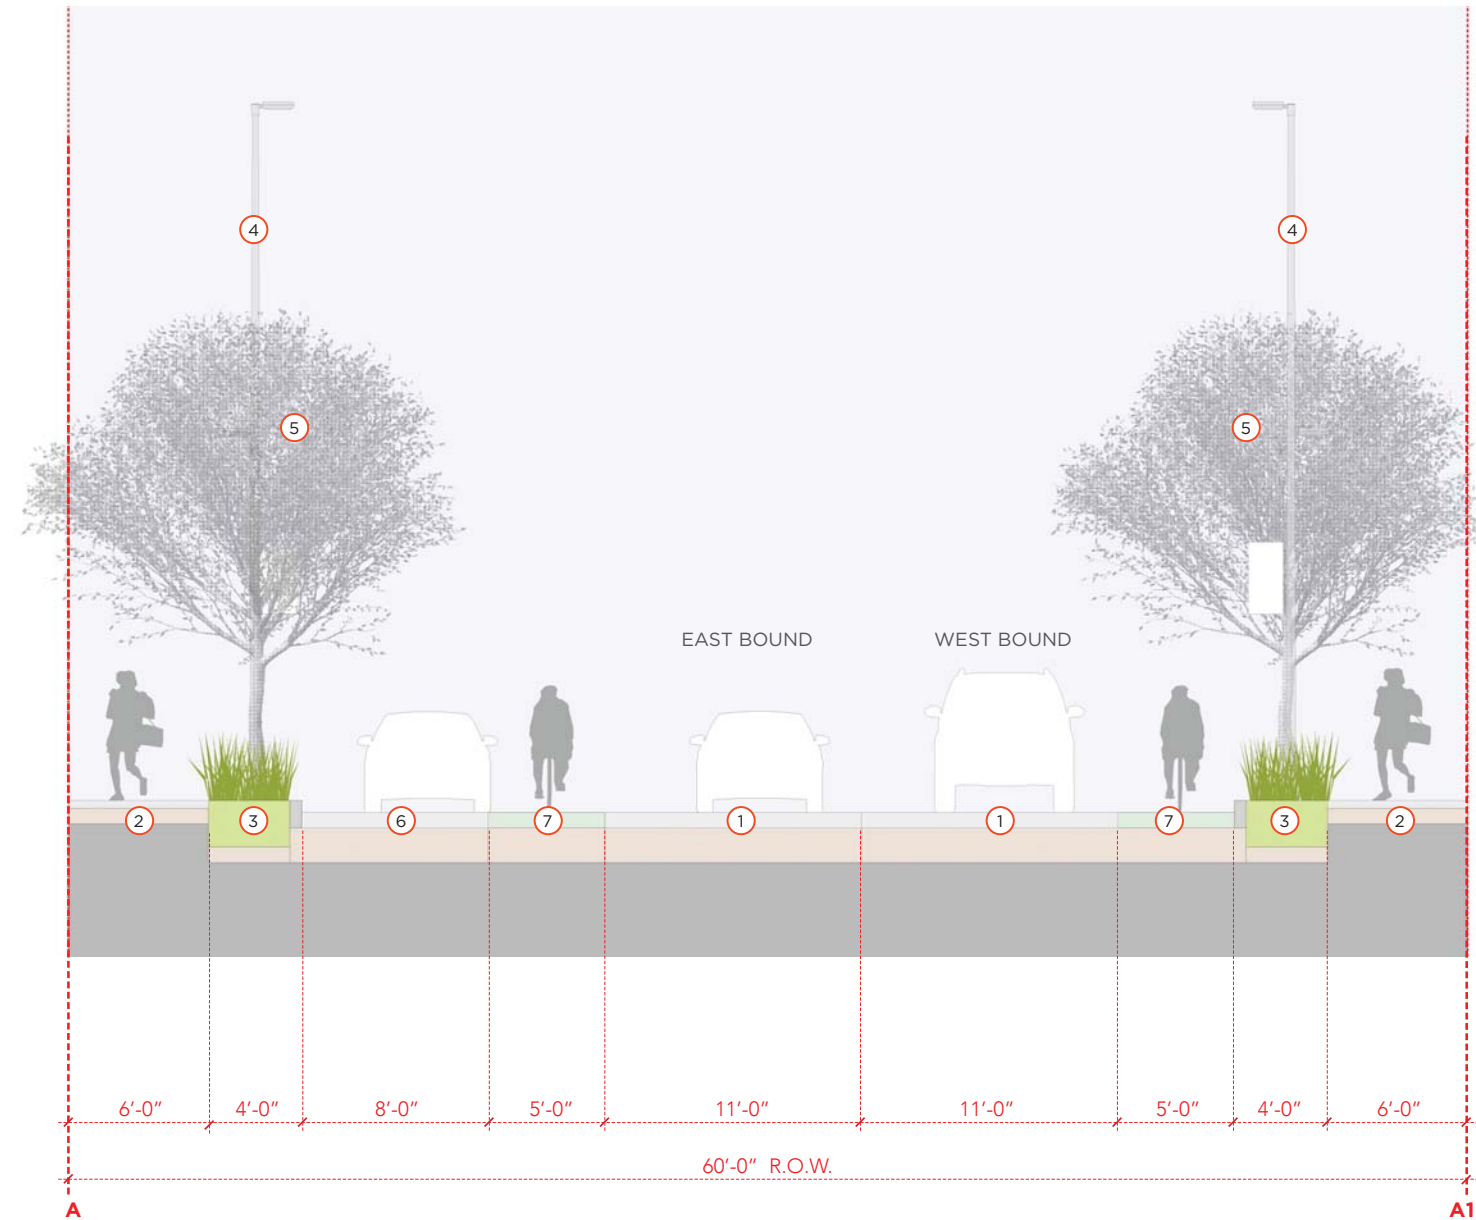 4 4
5 5
EAST BOUND WEST BOUND
2 3 6 7 1 1 7 3 2
6'-0" 4'-0" 8'-0" 5'-0" 11'-0" 11'-0" 5'-0" 4'-0" 6'-0"
60'-0" R.O.W.
A A1